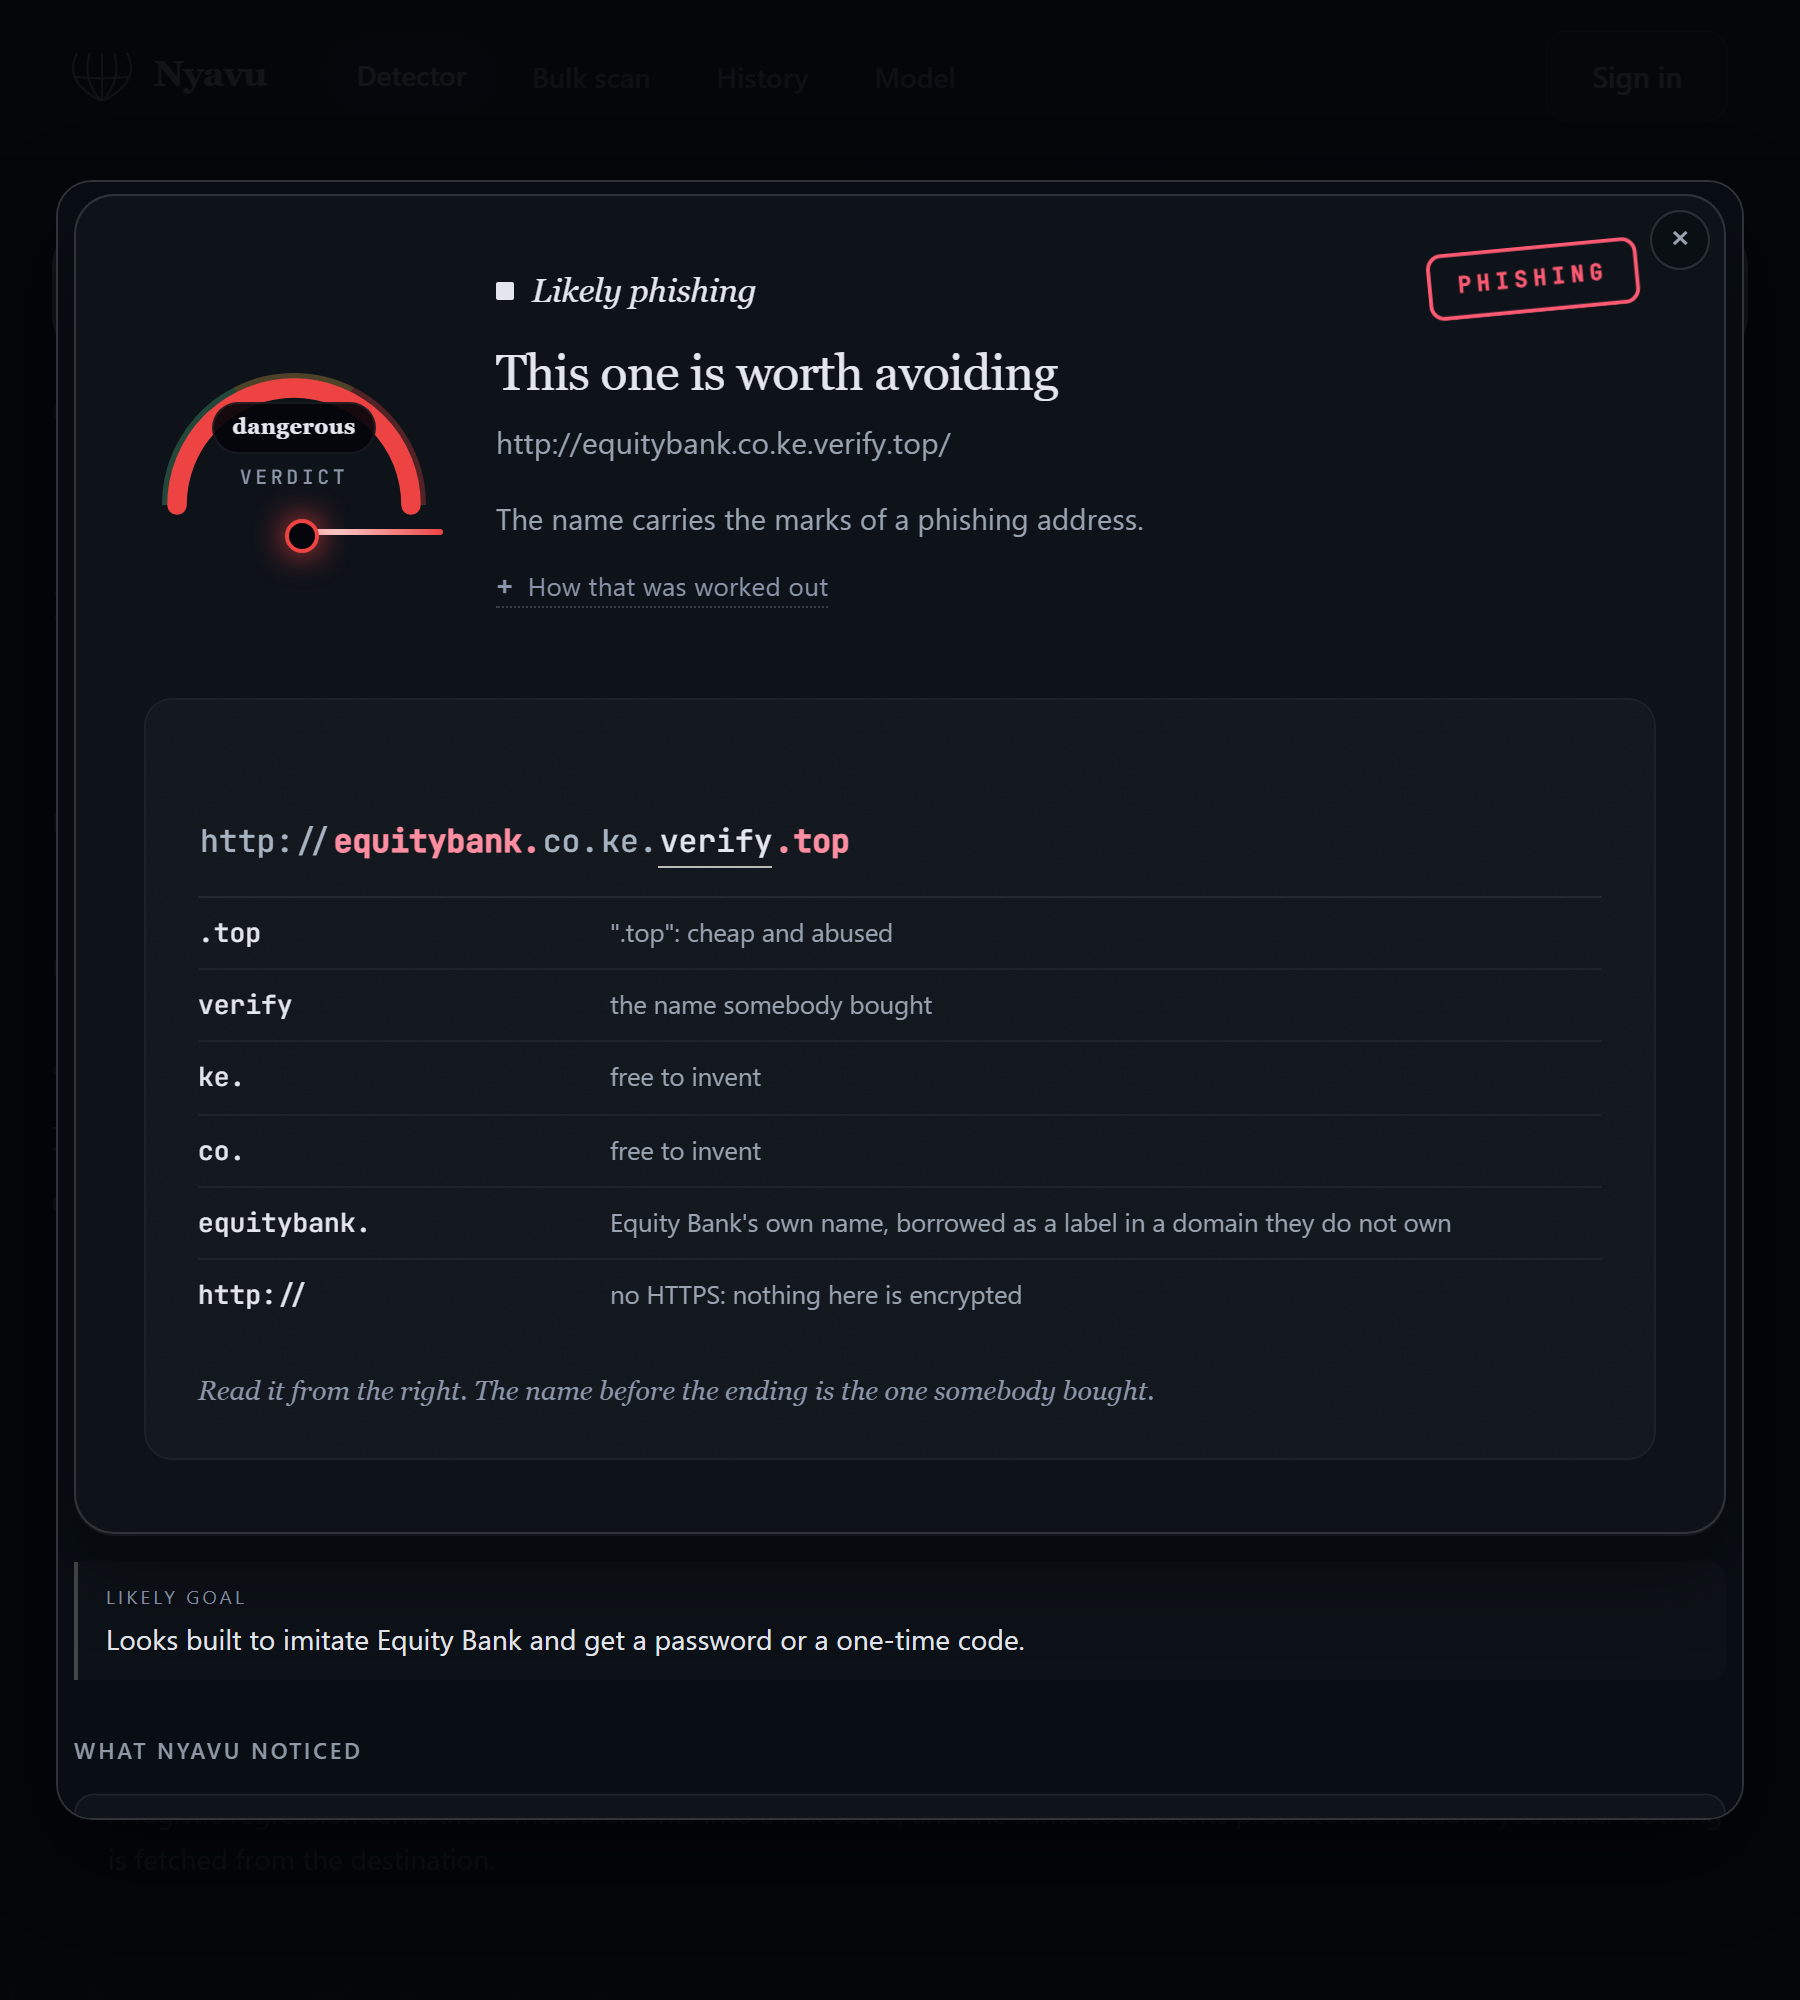 Nyavu Detector Bulk scan History Model Sign in
×
PHISHING
Likely phishing
This one is worth avoiding
dangerous
VERDICT
http://equitybank.co.ke.verify.top/
The name carries the marks of a phishing address.
+ How that was worked out
http://equitybank.co.ke.verify.top
.top ".top": cheap and abused
verify the name somebody bought
ke. free to invent
co. free to invent
equitybank. Equity Bank's own name, borrowed as a label in a domain they do not own
http:// no HTTPS: nothing here is encrypted
Read it from the right. The name before the ending is the one somebody bought.
LIKELY GOAL
Looks built to imitate Equity Bank and get a password or a one-time code.
WHAT NYAVU NOTICED
is fetched from the destination.